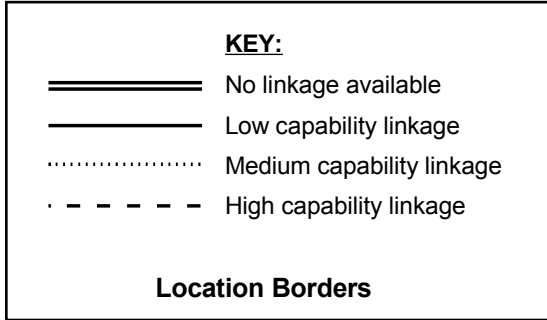 KEY:
No linkage available
Low capability linkage
Medium capability linkage
High capability linkage
Location Borders